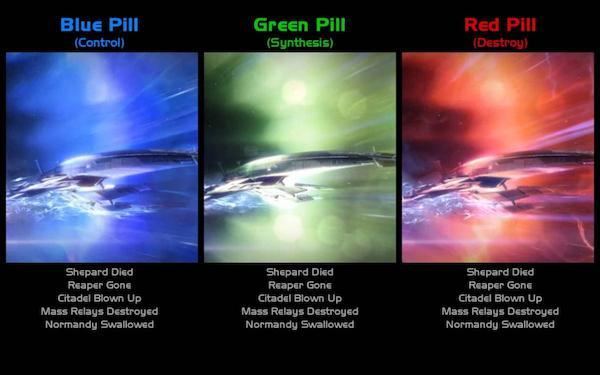 Blue Pill
(Control)
Shepard Died
Reaper Gone
Citadel Blown Up
Mass Relays Destroyed
Normandy Swallowed
Green Pill
(Synthesis)
Shepard Died
Reaper Gone
Citadel Blown Up
Mass Relays Destroyed
Normandy Swallowed
Red Pill
(Destroy)
Shepard Died
Reaper Gone
Citadel Blown Up
Mass Relays Destroyed
Normandy Swallowed